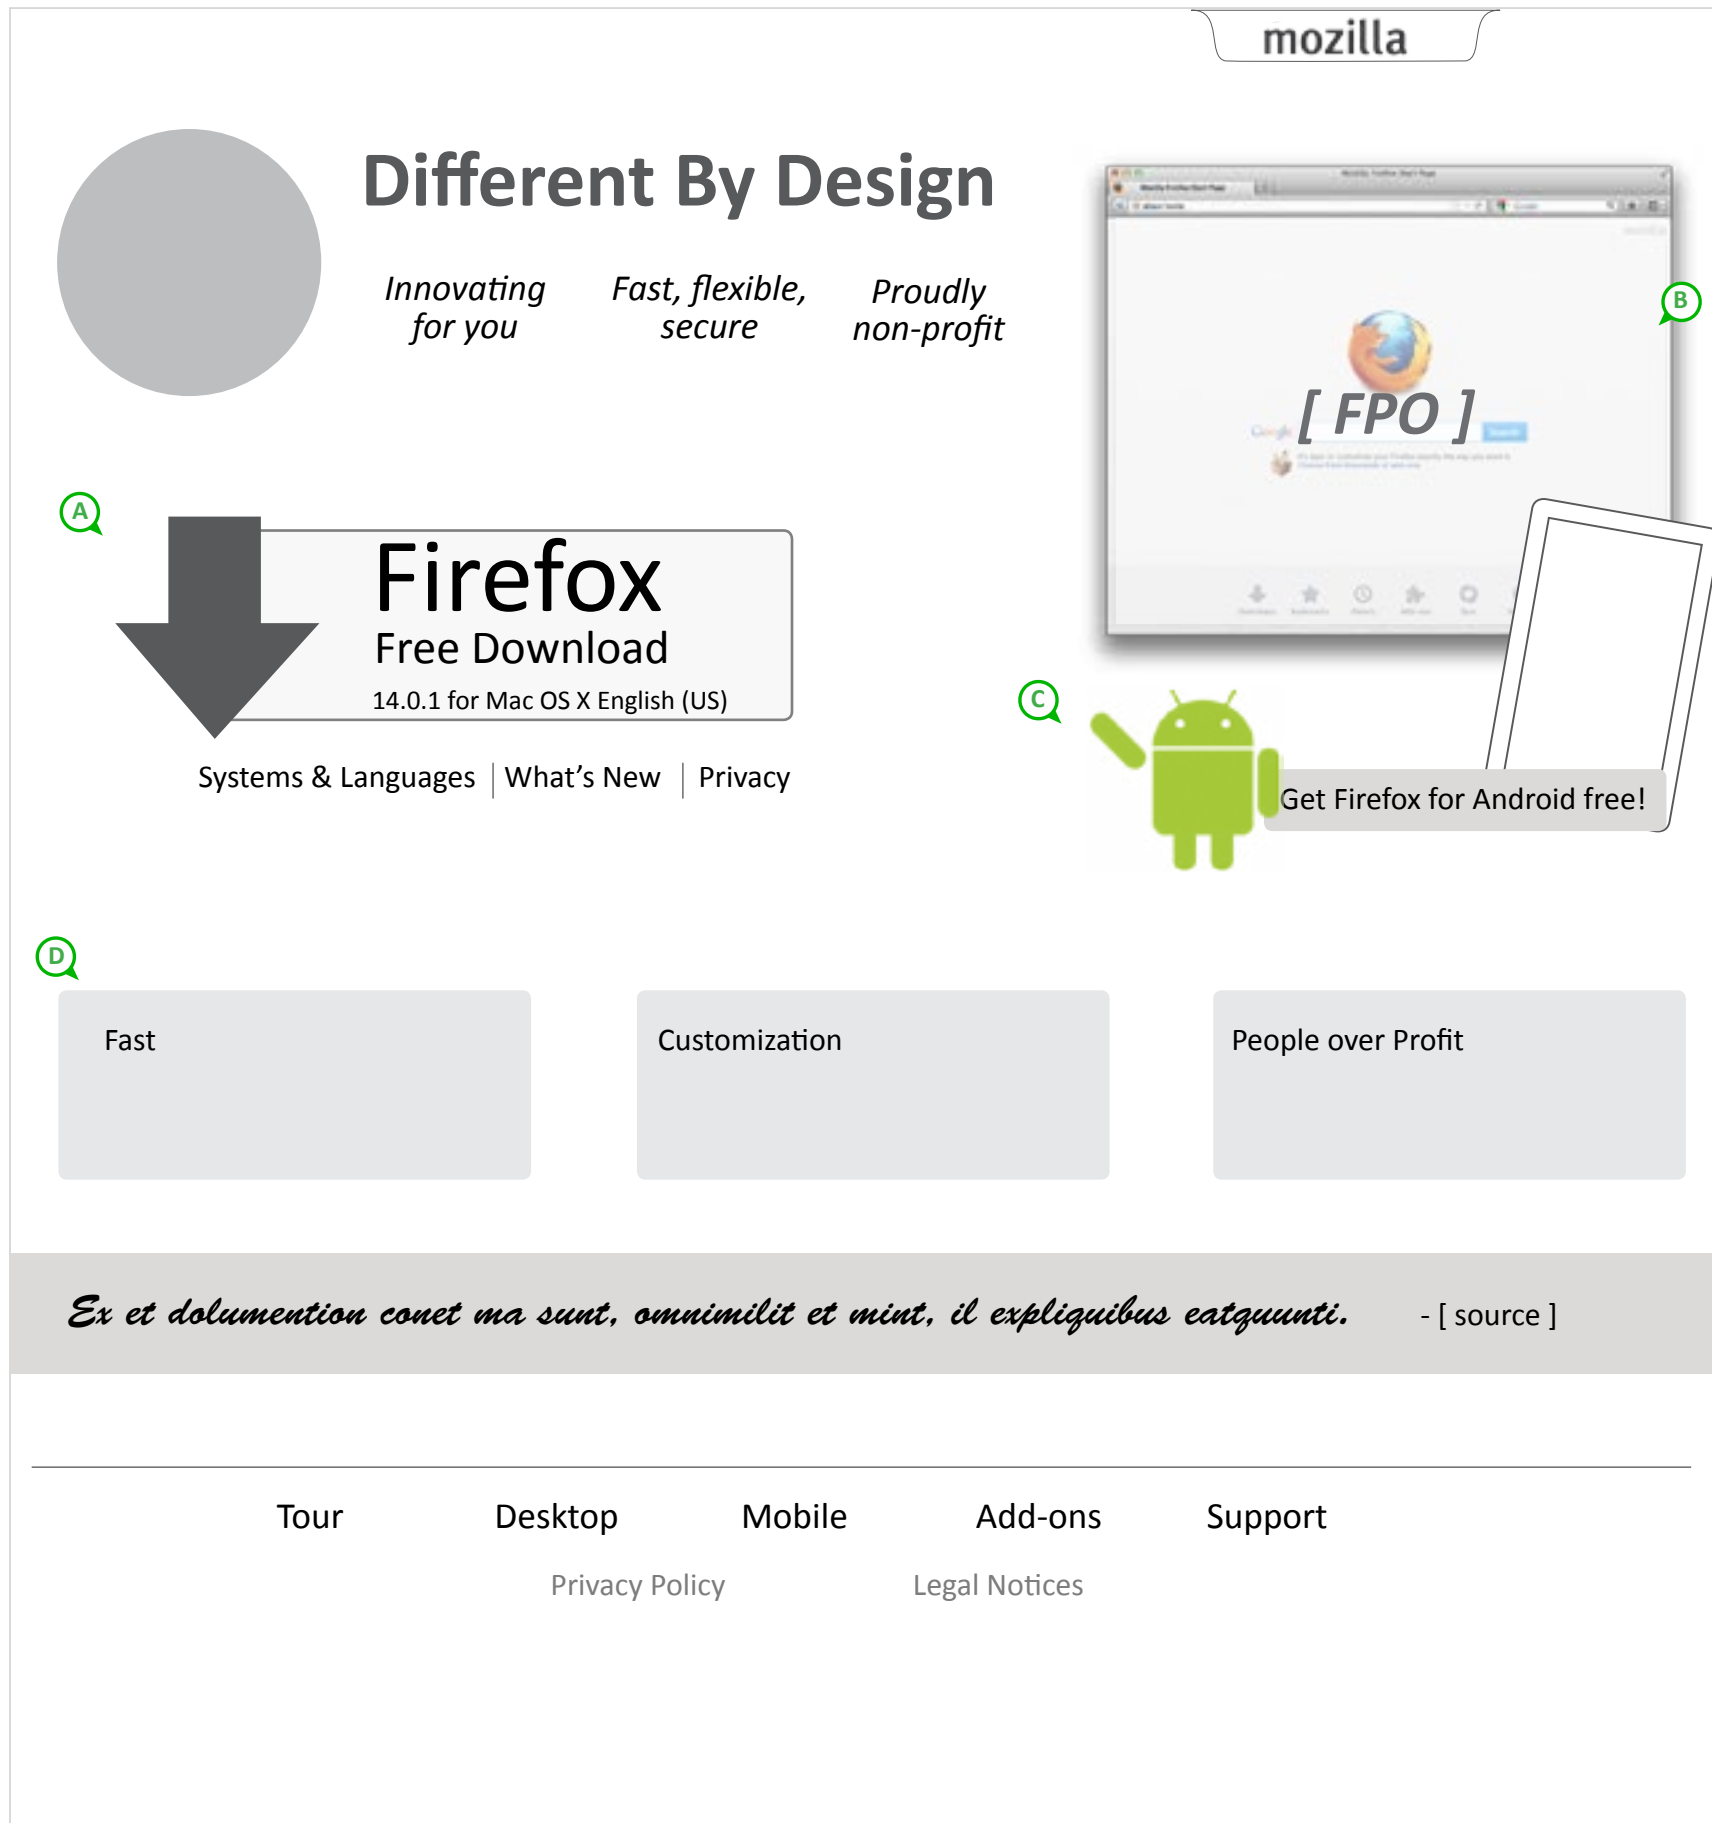 mozilla
Different By Design
Innovating
for you
Fast, flexible,
secure
Proudly
non-profit
B
[ FPO ]
A
Firefox
Free Download
14.0.1 for Mac OS X English (US)
Systems & Languages | What's New | Privacy
C
Get Firefox for Android free!
D
Fast
Customization
People over Profit
Ex et dolumention conet ma sunt, omnimilit et mint, il expliquibus eatquunti. - [ source ]
Tour Desktop Mobile Add-ons Support
Privacy Policy Legal Notices